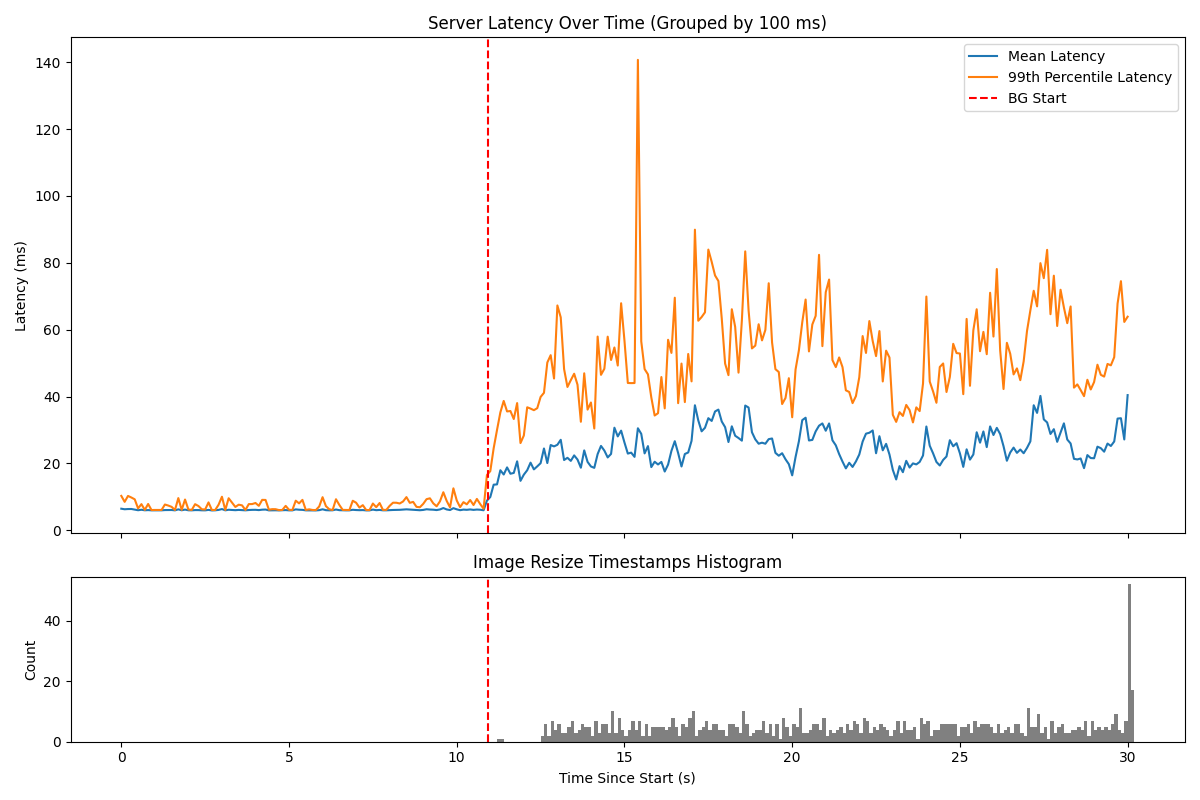 Server Latency Over Time (Grouped by 100 ms)
140
120
100
80
60
40
20
0
Latency (ms)
Mean Latency
99th Percentile Latency
BG Start
Image Resize Timestamps Histogram
40
20
0
Count
0 5 10 15 20 25 30
Time Since Start (s)